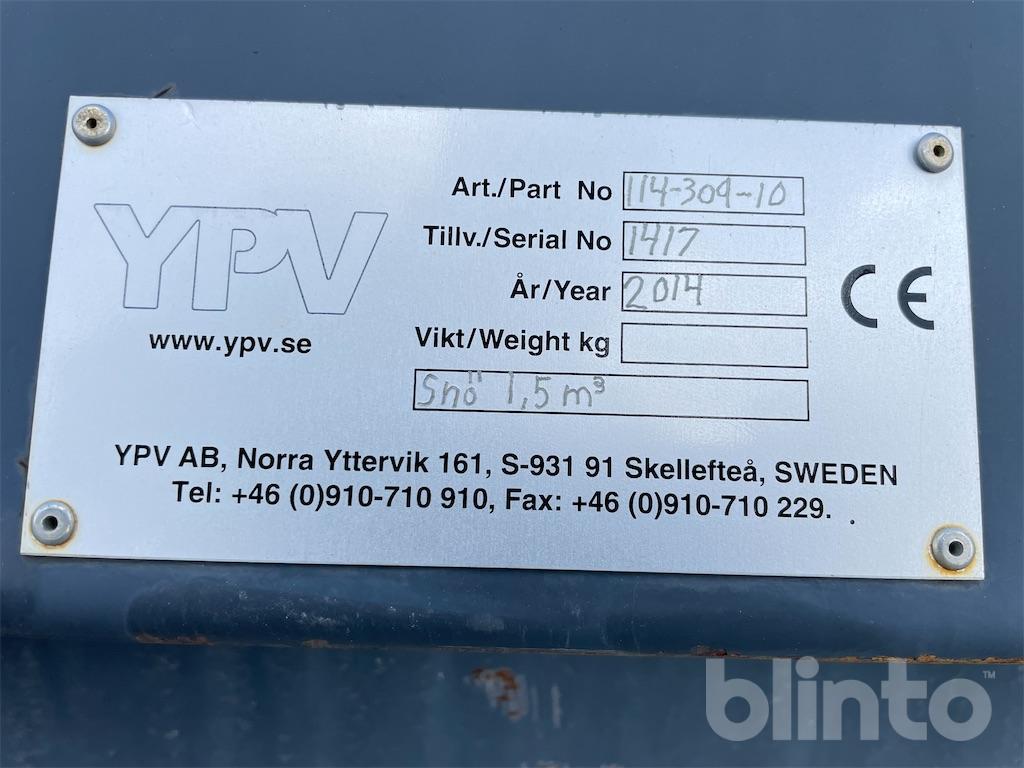 YPV
www.ypv.se
Art./Part No 114-309-10
Tillv./Serial No 1417
År/Year 2014
Vikt/Weight kg
Snö 1,5 m³
YPV AB, Norra Yttervik 161, S-931 91 Skellefteå, SWEDEN
Tel: +46 (0)910-710 910, Fax: +46 (0)910-710 229.
CE
blinto™